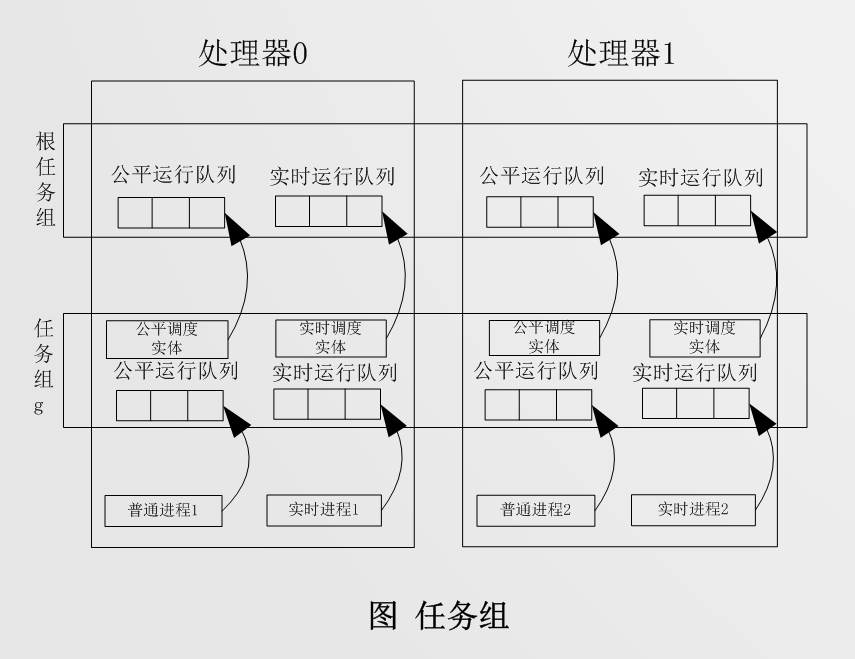 处理器0
处理器1
根任务组
公平运行队列
实时运行队列
公平运行队列
实时运行队列
任务组g
公平调度
实体
实时调度
实体
公平调度
实体
实时调度
实体
公平运行队列
实时运行队列
公平运行队列
实时运行队列
普通进程1
实时进程1
普通进程2
实时进程2
图 任务组